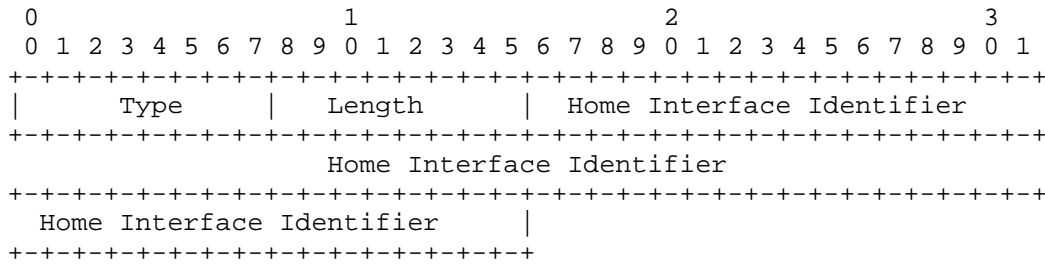 0                   1                   2                   3
 0 1 2 3 4 5 6 7 8 9 0 1 2 3 4 5 6 7 8 9 0 1 2 3 4 5 6 7 8 9 0 1
+-+-+-+-+-+-+-+-+-+-+-+-+-+-+-+-+-+-+-+-+-+-+-+-+-+-+-+-+-+-+-+-+
|      Type     |   Length      |  Home Interface Identifier
+-+-+-+-+-+-+-+-+-+-+-+-+-+-+-+-+-+-+-+-+-+-+-+-+-+-+-+-+-+-+-+-+
                    Home Interface Identifier
+-+-+-+-+-+-+-+-+-+-+-+-+-+-+-+-+-+-+-+-+-+-+-+-+-+-+-+-+-+-+-+-+
  Home Interface Identifier     |
+-+-+-+-+-+-+-+-+-+-+-+-+-+-+-+-+